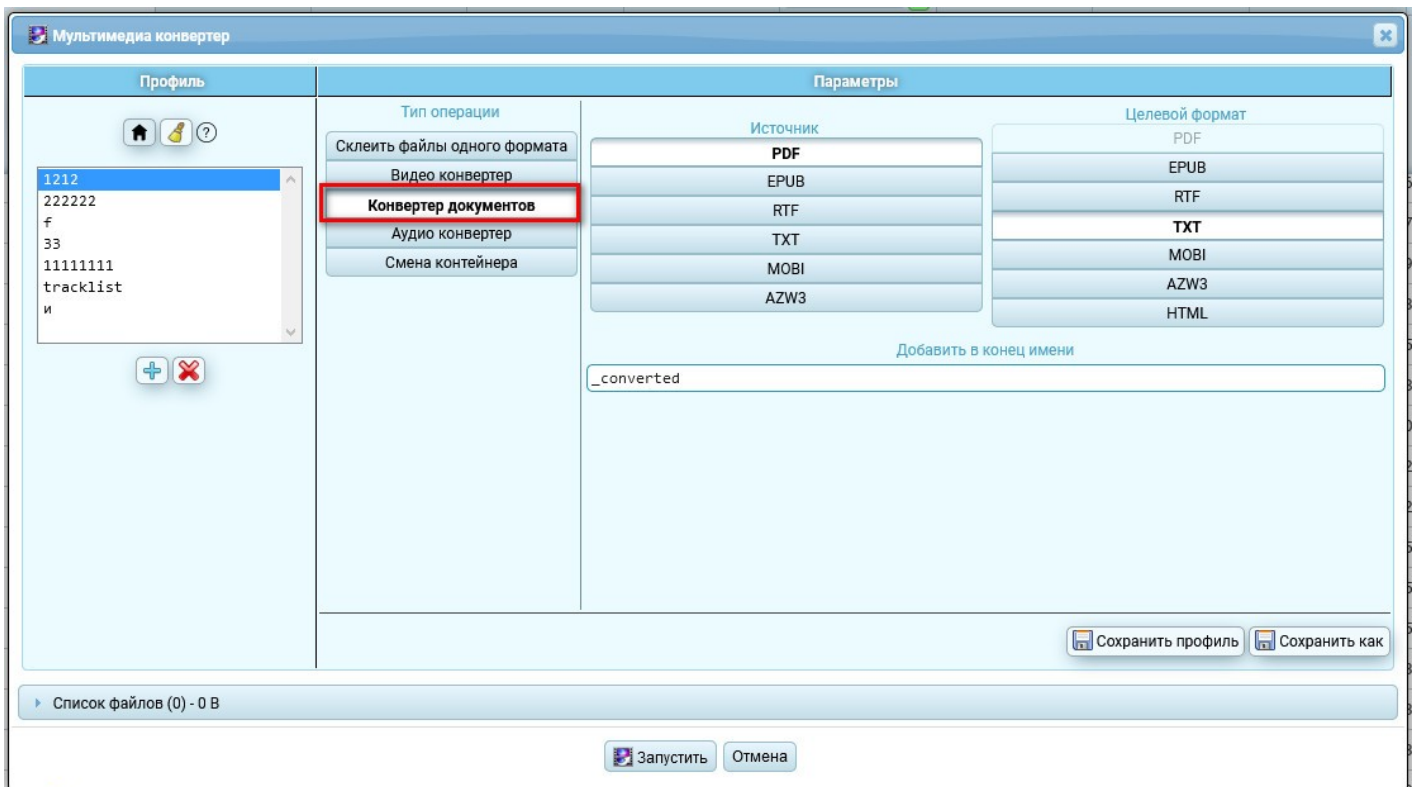 Мультимедиа конвертер
Профиль
Параметры
?
1212
222222
f
33
11111111
tracklist
и
Тип операции
Склеить файлы одного формата
Видео конвертер
Конвертер документов
Аудио конвертер
Смена контейнера
Источник
PDF
EPUB
RTF
TXT
MOBI
AZW3
Целевой формат
PDF
EPUB
RTF
TXT
MOBI
AZW3
HTML
Добавить в конец имени
_converted
Сохранить профиль
Сохранить как
Список файлов (0) - 0 B
Запустить
Отмена